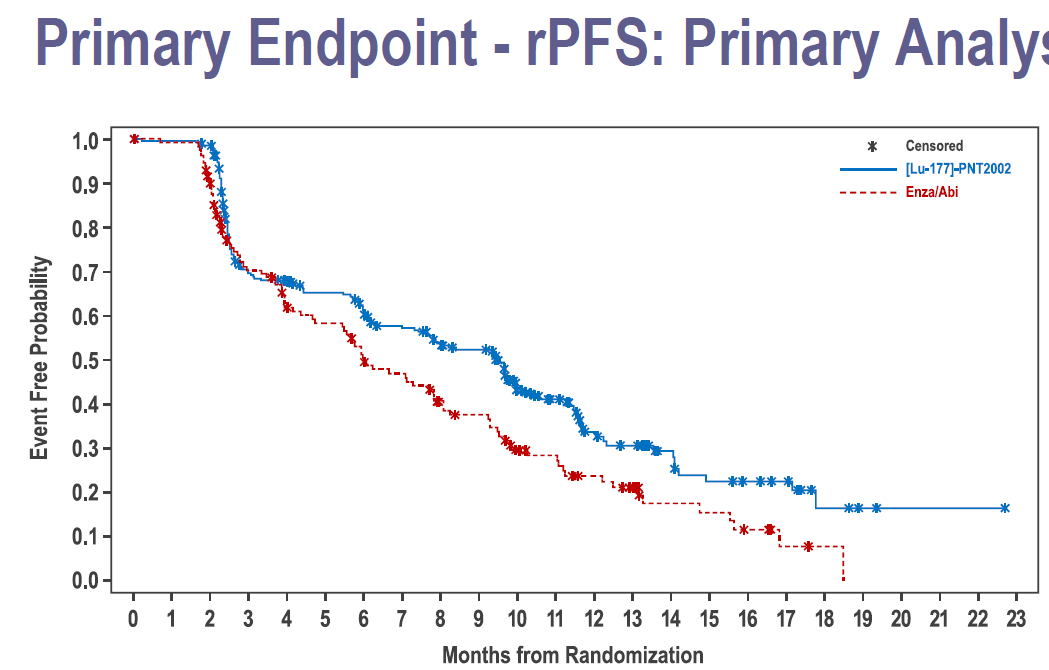 Primary Endpoint - rPFS: Primary Analys
Censored
[Lu-177]-PNT2002
Enza/Abi
Event Free Probability
1.0
0.9
0.8
0.7
0.6
0.5
0.4
0.3
0.2
0.1
0.0
0 1 2 3 4 5 6 7 8 9 10 11 12 13 14 15 16 17 18 19 20 21 22 23
Months from Randomization